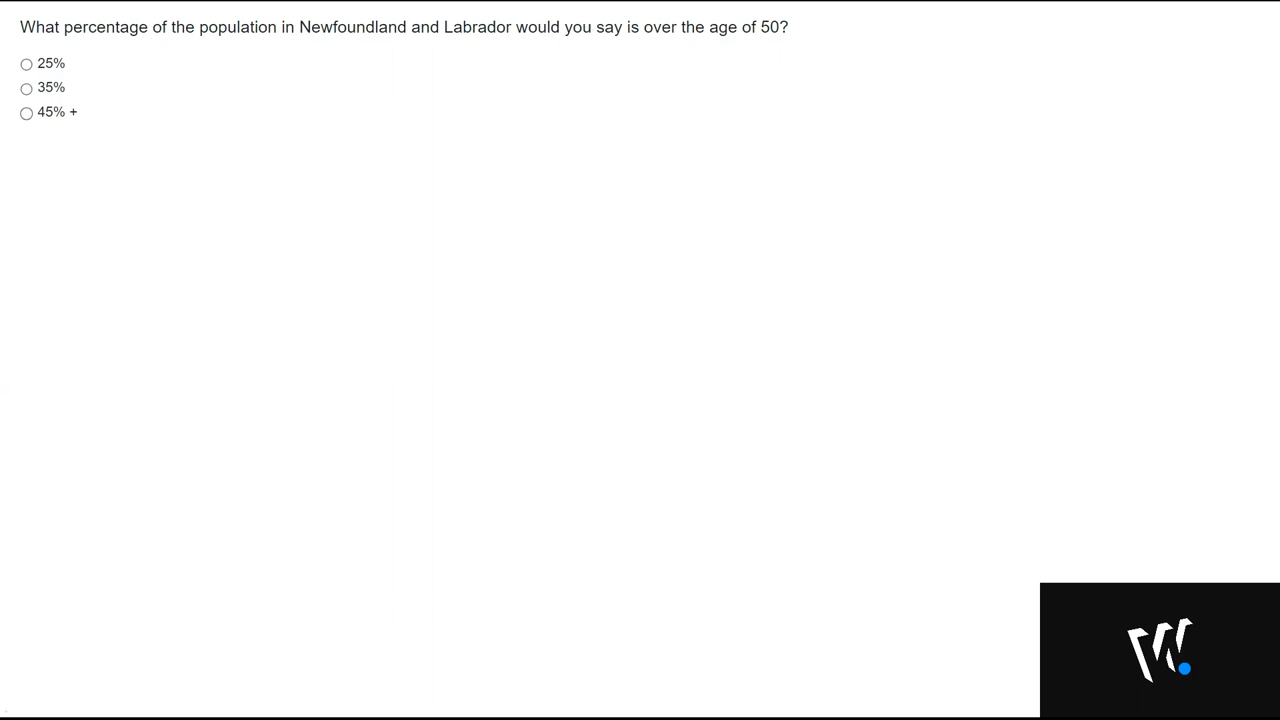 What percentage of the population in Newfoundland and Labrador would you say is over the age of 50?
25%
35%
45% +